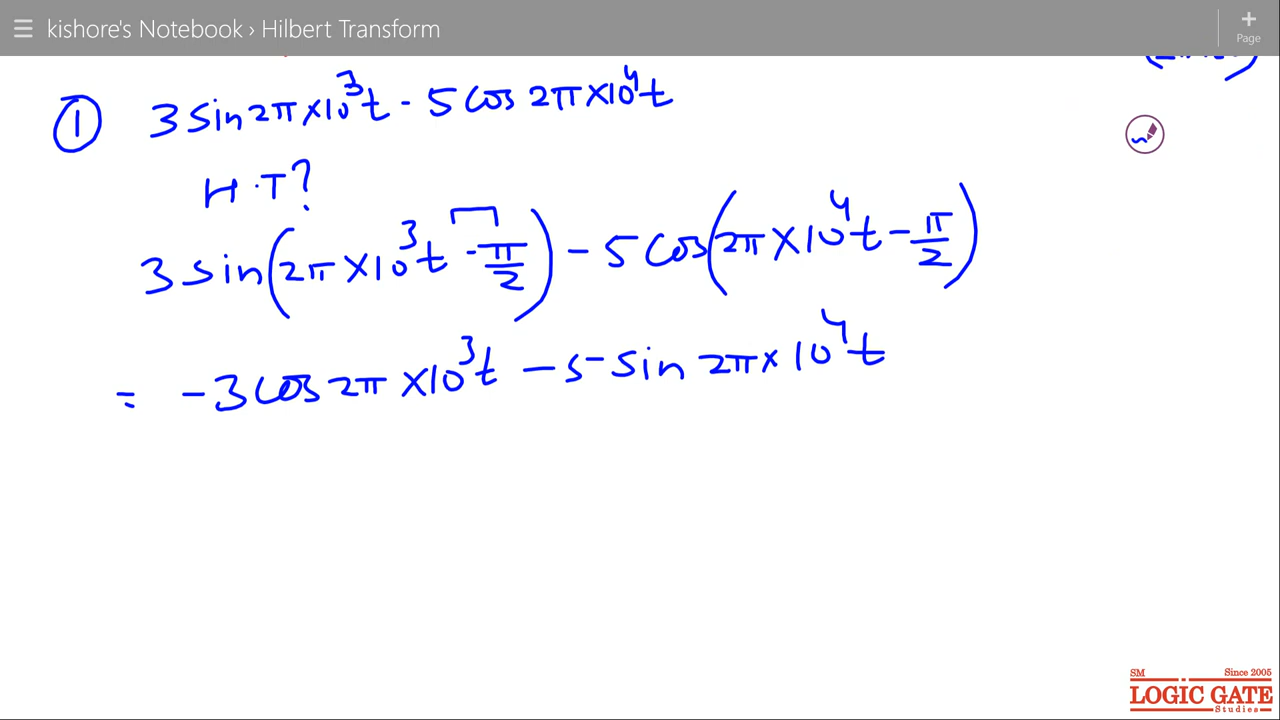 kishore's Notebook › Hilbert Transform
+
Page
① 3 sin 2π×10³t - 5 cos 2π×10⁴t
H.T?
3 sin(2π×10³t - π/2) - 5 cos(2π×10⁴t - π/2)
= -3 cos 2π×10³t - 5 sin 2π×10⁴t
SM Since 2005
LOGIC GATE
Studies